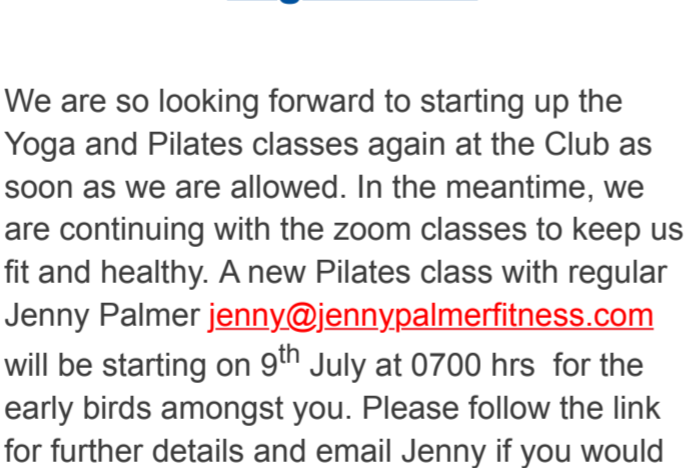 We are so looking forward to starting up the
Yoga and Pilates classes again at the Club as
soon as we are allowed. In the meantime, we
are continuing with the zoom classes to keep us
fit and healthy. A new Pilates class with regular
Jenny Palmer jenny@jennypalmerfitness.com
will be starting on 9th July at 0700 hrs  for the
early birds amongst you. Please follow the link
for further details and email Jenny if you would